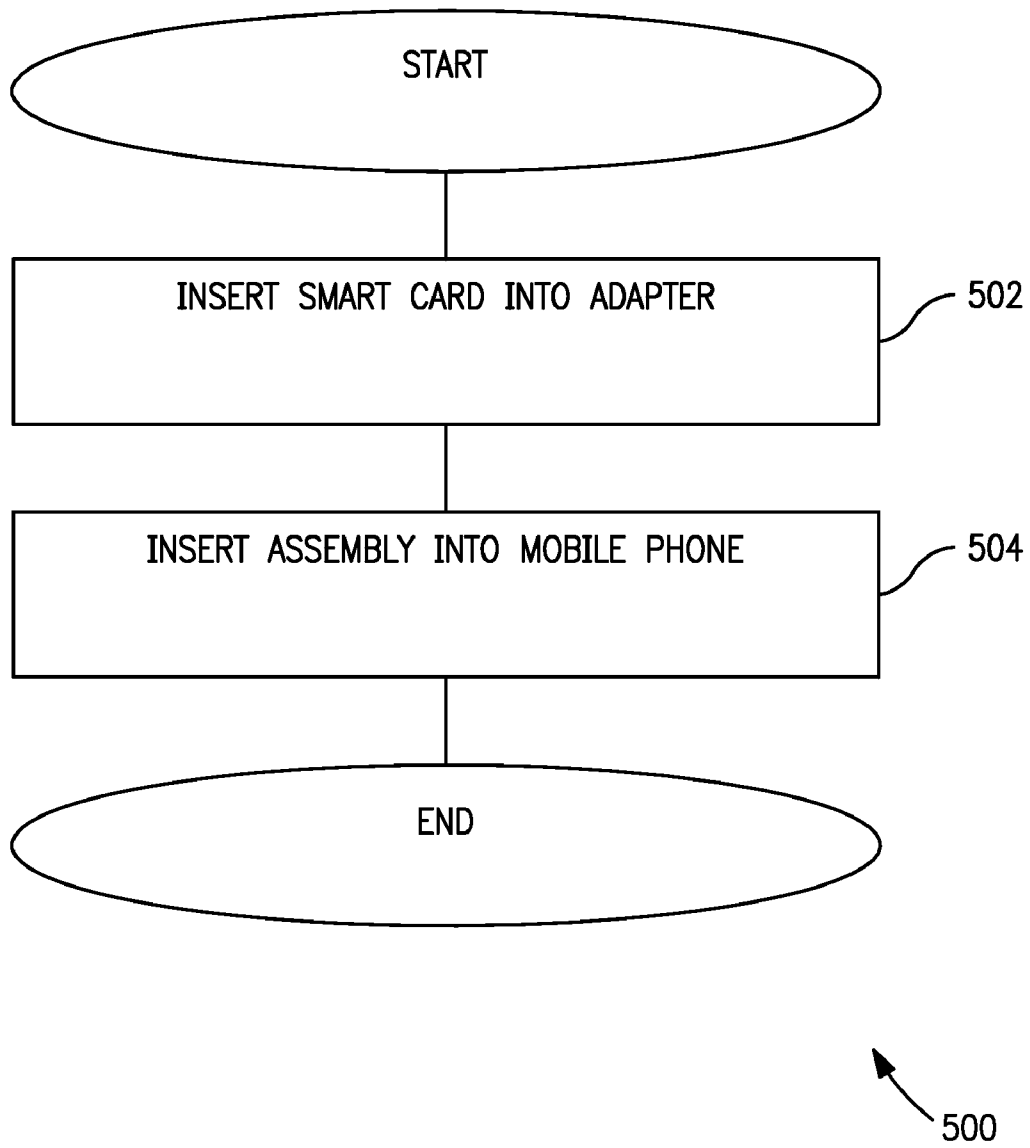 START
INSERT SMART CARD INTO ADAPTER
502
INSERT ASSEMBLY INTO MOBILE PHONE
504
END
500